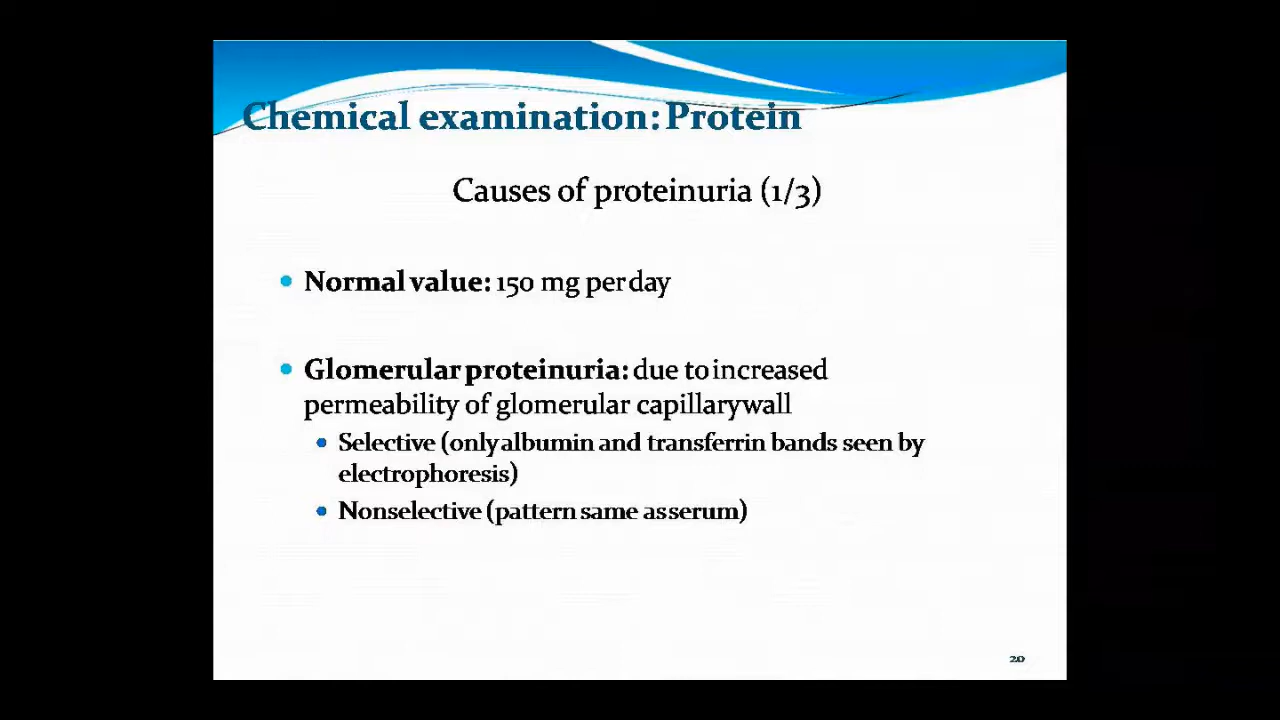 Chemical examination: Protein
Causes of proteinuria (1/3)
Normal value: 150 mg per day
Glomerular proteinuria: due to increased
permeability of glomerular capillary wall
Selective (only albumin and transferrin bands seen by
electrophoresis)
Nonselective (pattern same as serum)
20